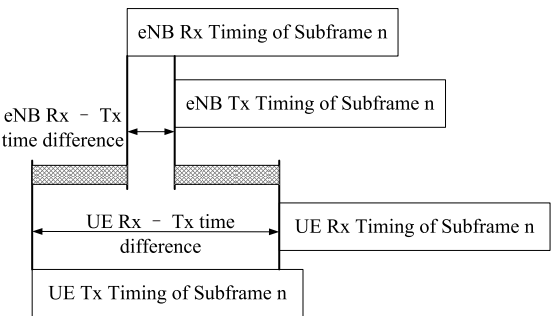 eNB Rx Timing of Subframe n
eNB Tx Timing of Subframe n
eNB Rx － Tx
time difference
UE Rx － Tx time
difference
UE Rx Timing of Subframe n
UE Tx Timing of Subframe n